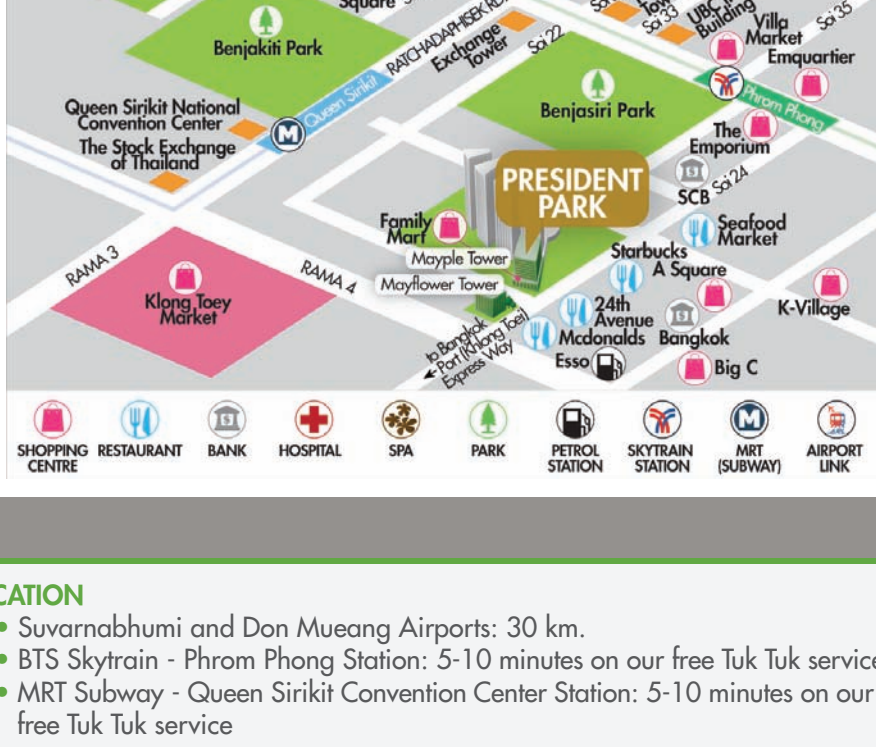 Square
RATCHADAPHISEK RD.
Exchange
Tower
Soi 22
Soi 33
UBC
Building
Villa
Market
Soi 35
Emquartier
Benjakiti Park
Queen Sirikit
Benjasiri Park
Phrom Phong
Queen Sirikit National
Convention Center
The Stock Exchange
of Thailand
The
Emporium
SCB
Soi 24
PRESIDENT
PARK
Family
Mart
Mayple Tower
Mayflower Tower
Seafood
Market
Starbucks
A Square
RAMA 3
RAMA 4
Klong Toey
Market
24th
Avenue
Mcdonalds
Bangkok
K-Village
Esso
Big C
to Bangkok
Port (Khlong Toei)
Express Way
SHOPPING
CENTRE
RESTAURANT
BANK
HOSPITAL
SPA
PARK
PETROL
STATION
SKYTRAIN
STATION
MRT
(SUBWAY)
AIRPORT
LINK
CATION
• Suvarnabhumi and Don Mueang Airports: 30 km.
• BTS Skytrain - Phrom Phong Station: 5-10 minutes on our free Tuk Tuk service
• MRT Subway - Queen Sirikit Convention Center Station: 5-10 minutes on our
free Tuk Tuk service